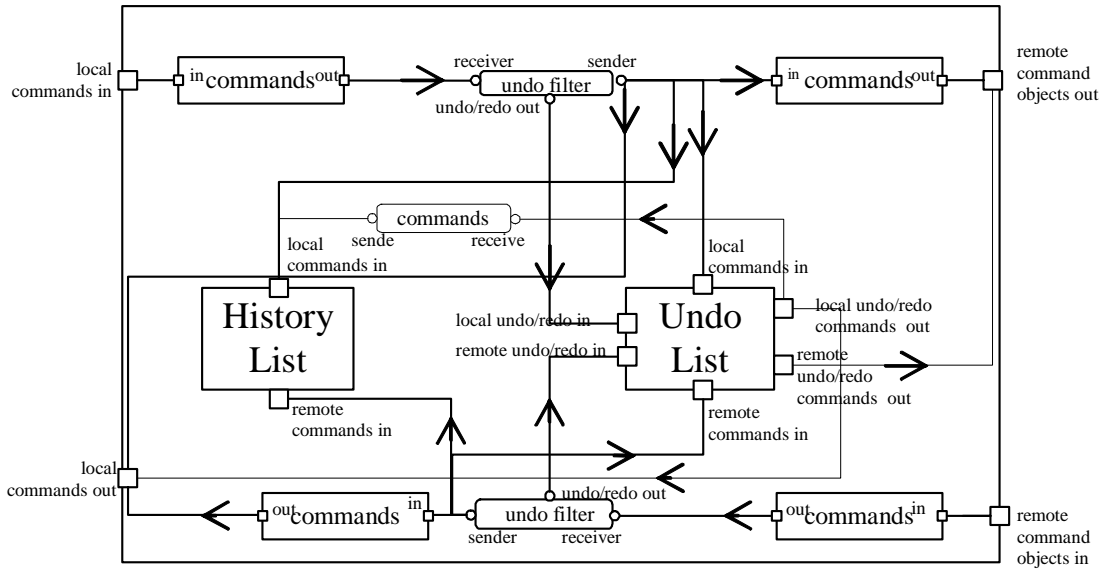 local
commands in
in commands out
receiver
sender
undo filter
undo/redo out
in commands out
remote
command
objects out
commands
sende
receive
local
commands in
local
commands in
History
List
Undo
List
local undo/redo in
remote undo/redo in
local undo/redo
commands out
remote
undo/redo
commands out
remote
commands in
remote
commands in
local
commands out
out commands in
undo/redo out
undo filter
sender
receiver
out commands in
remote
command
objects in